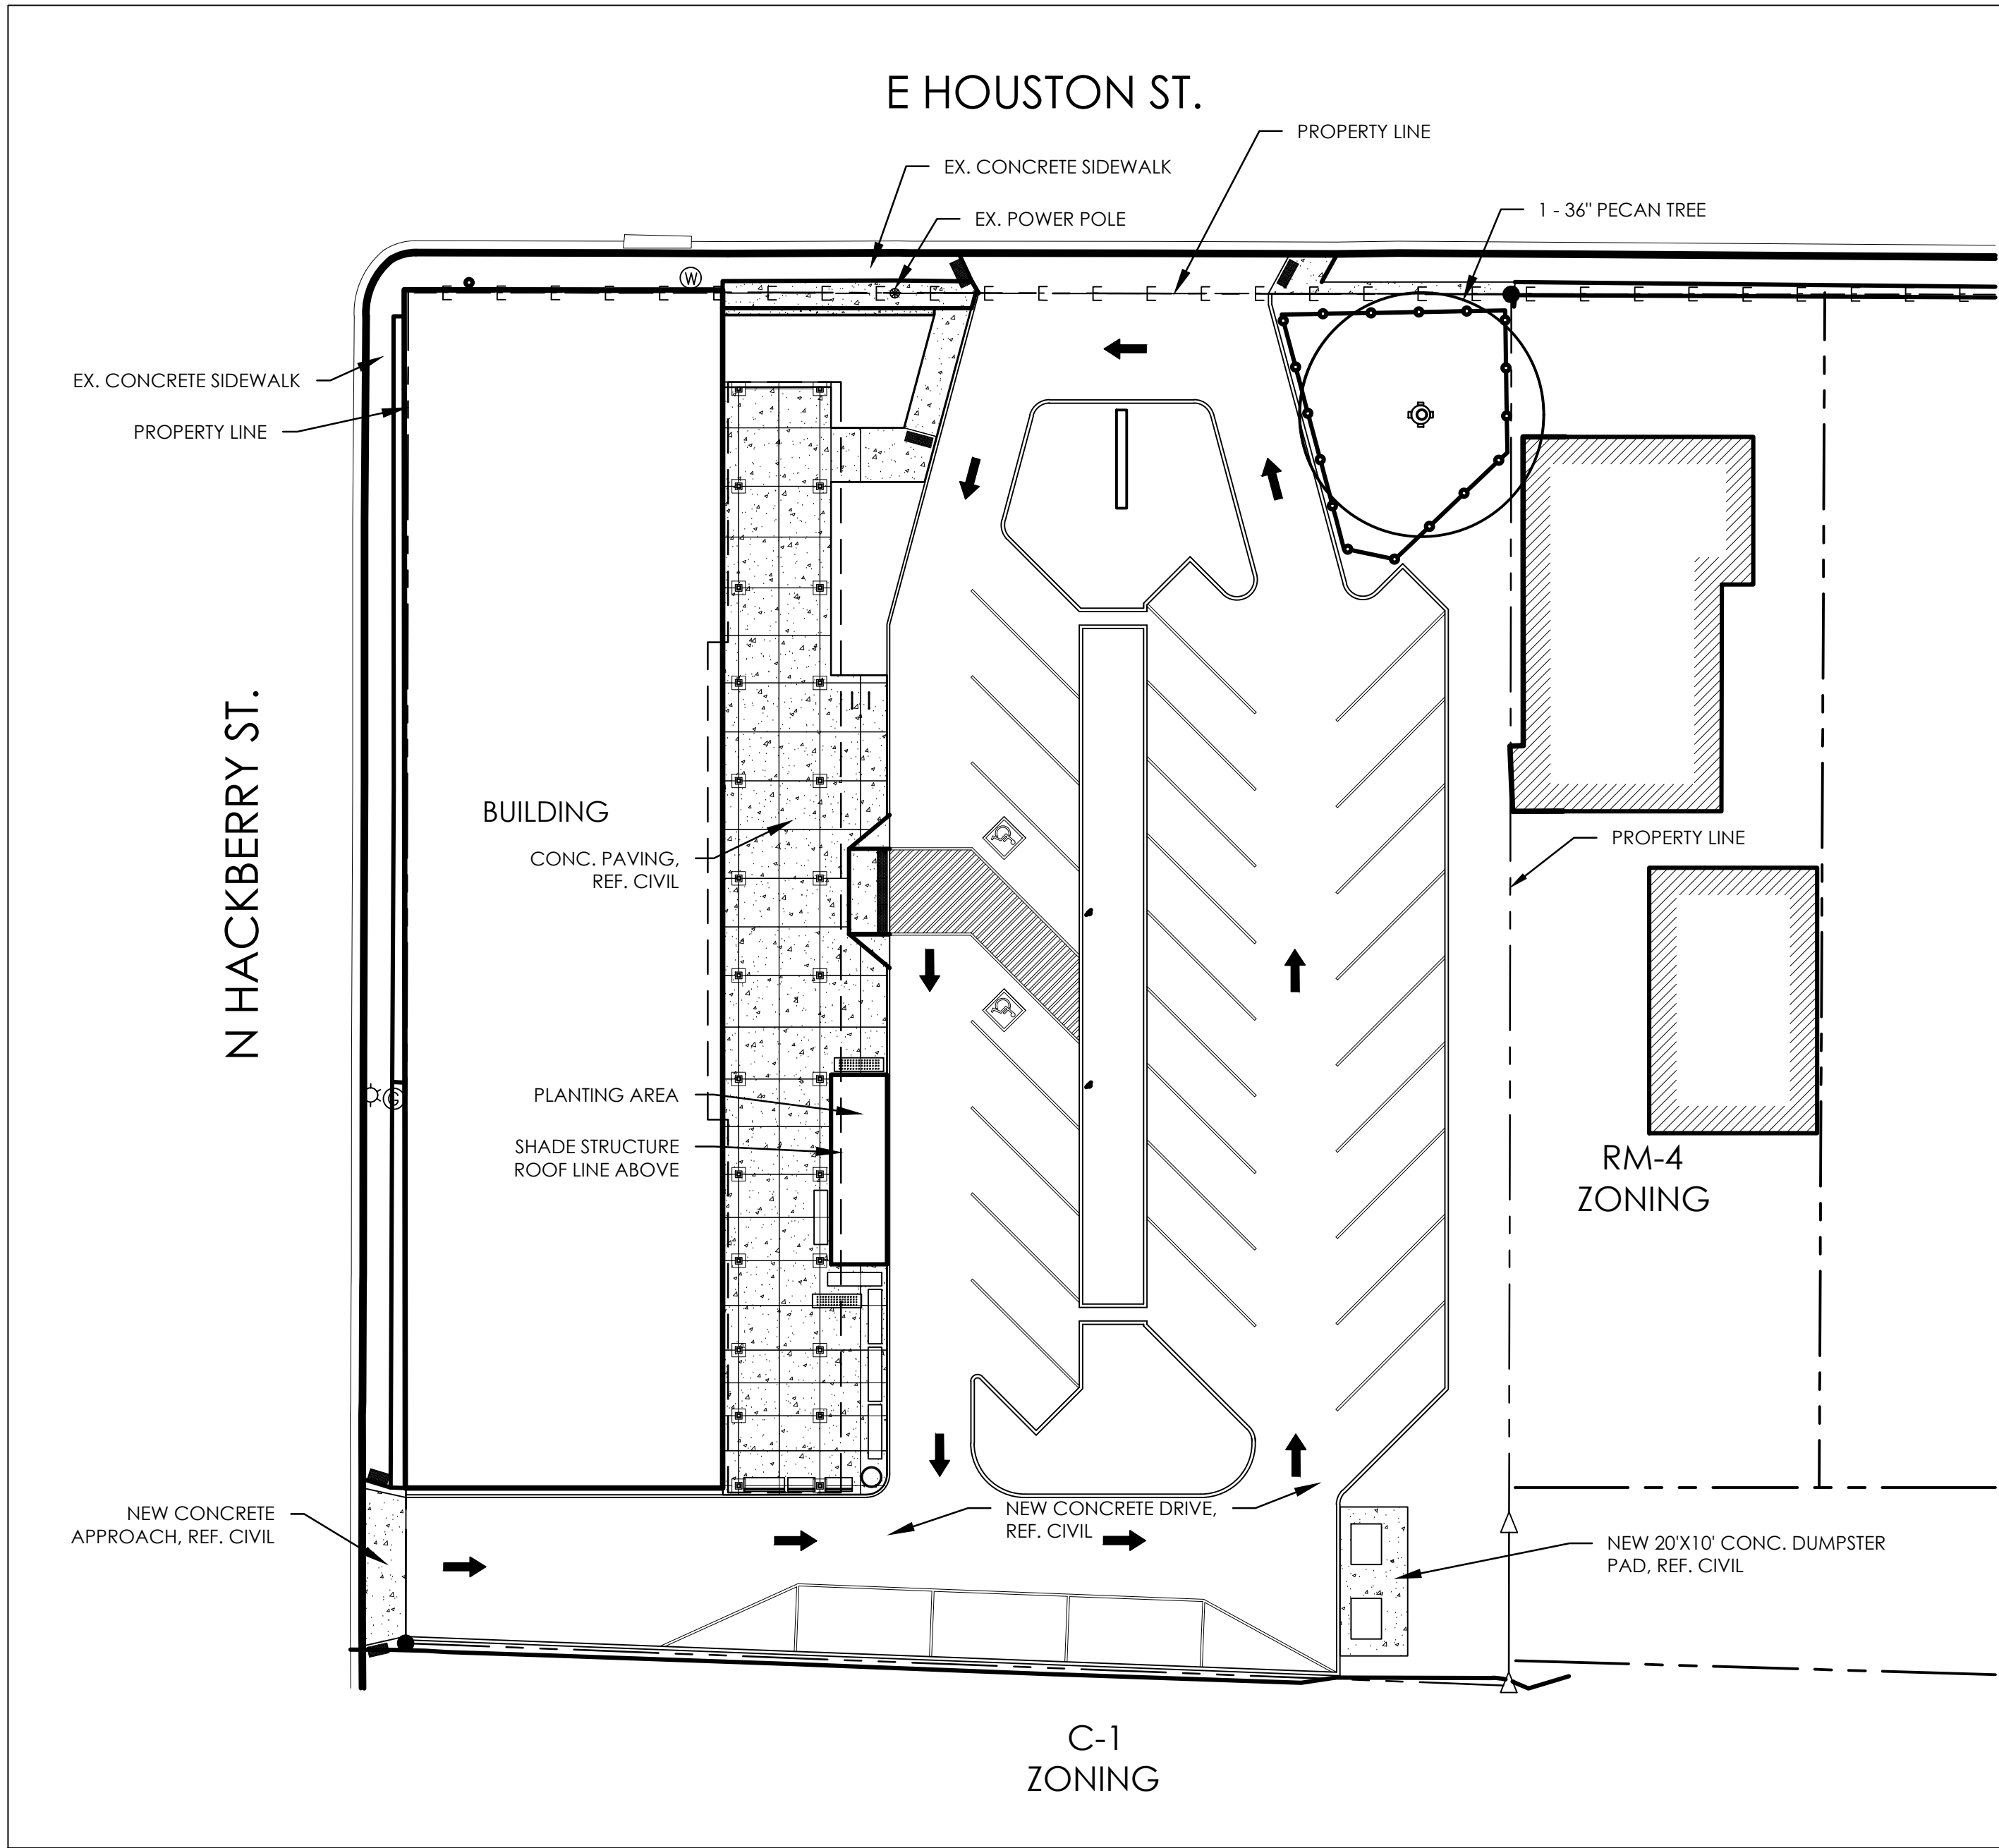 E HOUSTON ST.
PROPERTY LINE
EX. CONCRETE SIDEWALK
EX. POWER POLE
1 - 36" PECAN TREE
W
E E E E E E E E E E E E E E E E E E E E E E E E E E E E E
EX. CONCRETE SIDEWALK
PROPERTY LINE
N HACKBERRY ST.
BUILDING
CONC. PAVING,
REF. CIVIL
PROPERTY LINE
PLANTING AREA
G
SHADE STRUCTURE
ROOF LINE ABOVE
RM-4
ZONING
NEW CONCRETE
APPROACH, REF. CIVIL
NEW CONCRETE DRIVE,
REF. CIVIL
NEW 20'X10' CONC. DUMPSTER
PAD, REF. CIVIL
C-1
ZONING